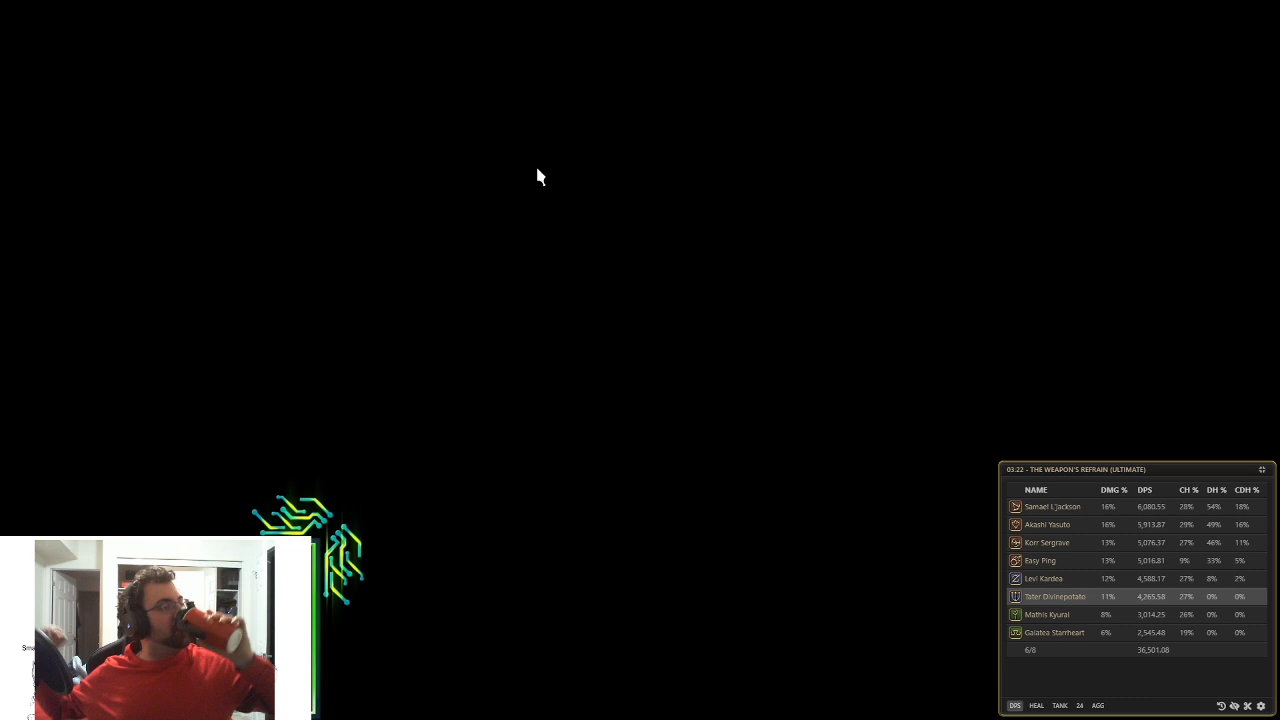 03:22 - THE WEAPON'S REFRAIN (ULTIMATE)
NAME DMG % DPS CH % DH % CDH %
Samael L'Jackson 16% 6,080.55 28% 54% 18%
Akashi Yasuto 16% 5,913.87 29% 49% 16%
Korr Sergrave 13% 5,076.37 27% 46% 11%
Easy Ping 13% 5,016.81 9% 33% 5%
Levi Kardea 12% 4,588.17 27% 8% 2%
Tater Divinepotato 11% 4,265.58 27% 0% 0%
Mathis Kyurai 8% 3,014.25 26% 0% 0%
Galatea Starrheart 6% 2,545.48 19% 0% 0%
6/8 36,501.08
DPS HEAL TANK 24 AGG